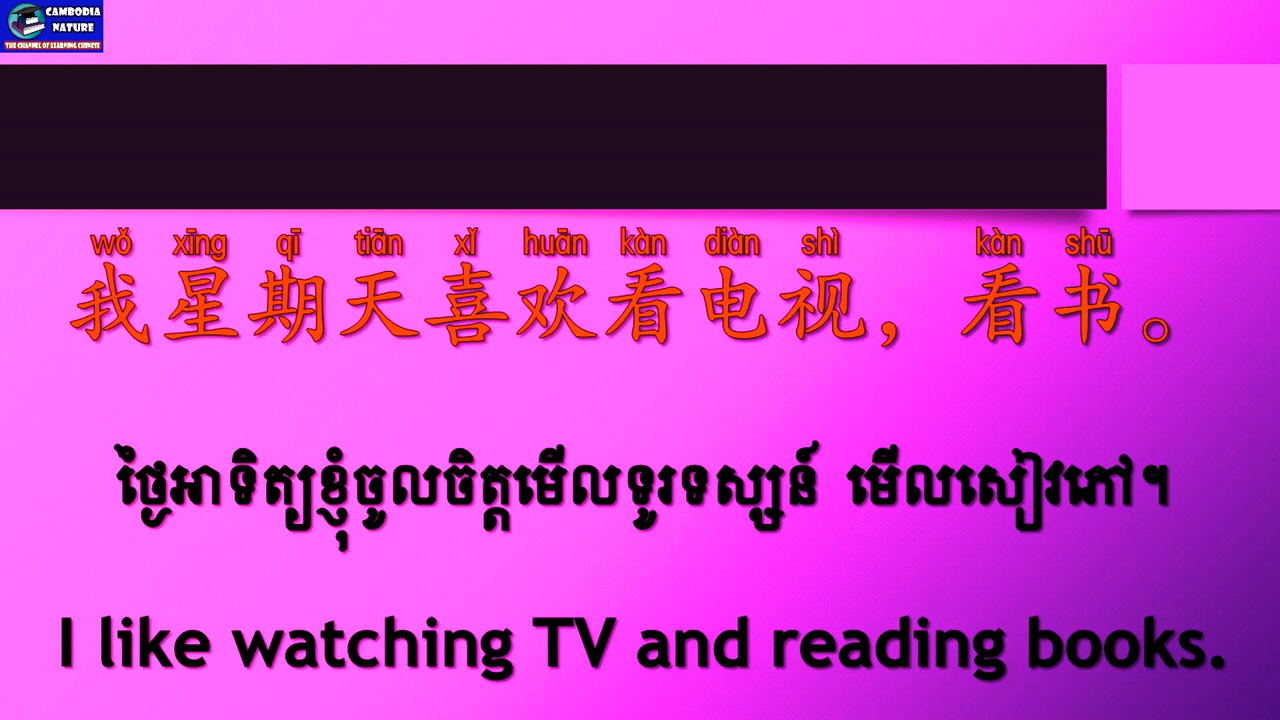 CAMBODIA
NATURE
THE CHANNEL OF LEARNING CHINESE
wǒ xīng qī tiān xǐ huān kàn diàn shì kàn shū
我星期天喜欢看电视，看书。
ថ្ងៃអាទិត្យខ្ញុំចូលចិត្តមើលទូរទស្សន៍ មើលសៀវភៅ។
I like watching TV and reading books.